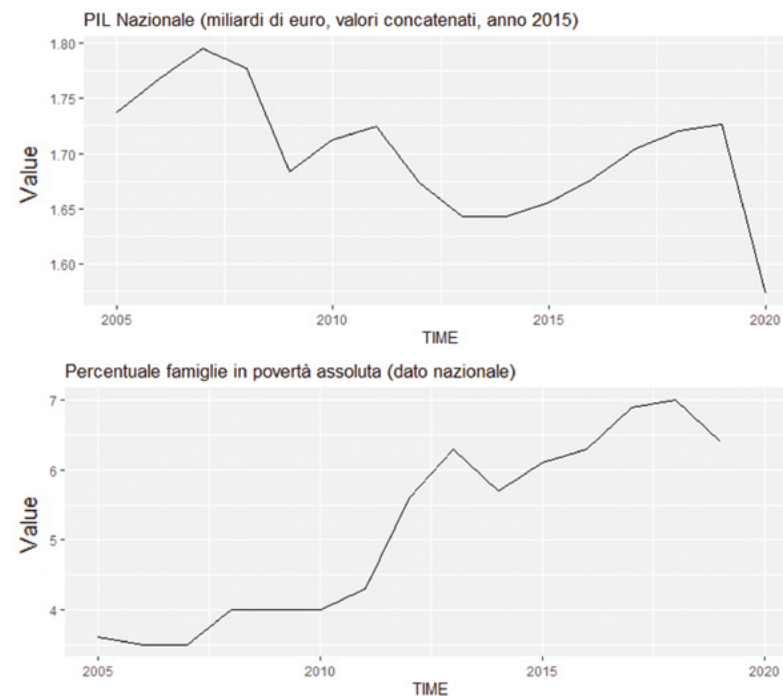 PIL Nazionale (miliardi di euro, valori concatenati, anno 2015)
1.80
1.75
1.70
1.65
1.60
Value
2005 2010 2015 2020
TIME
Percentuale famiglie in povertà assoluta (dato nazionale)
7
6
5
4
Value
2005 2010 2015 2020
TIME